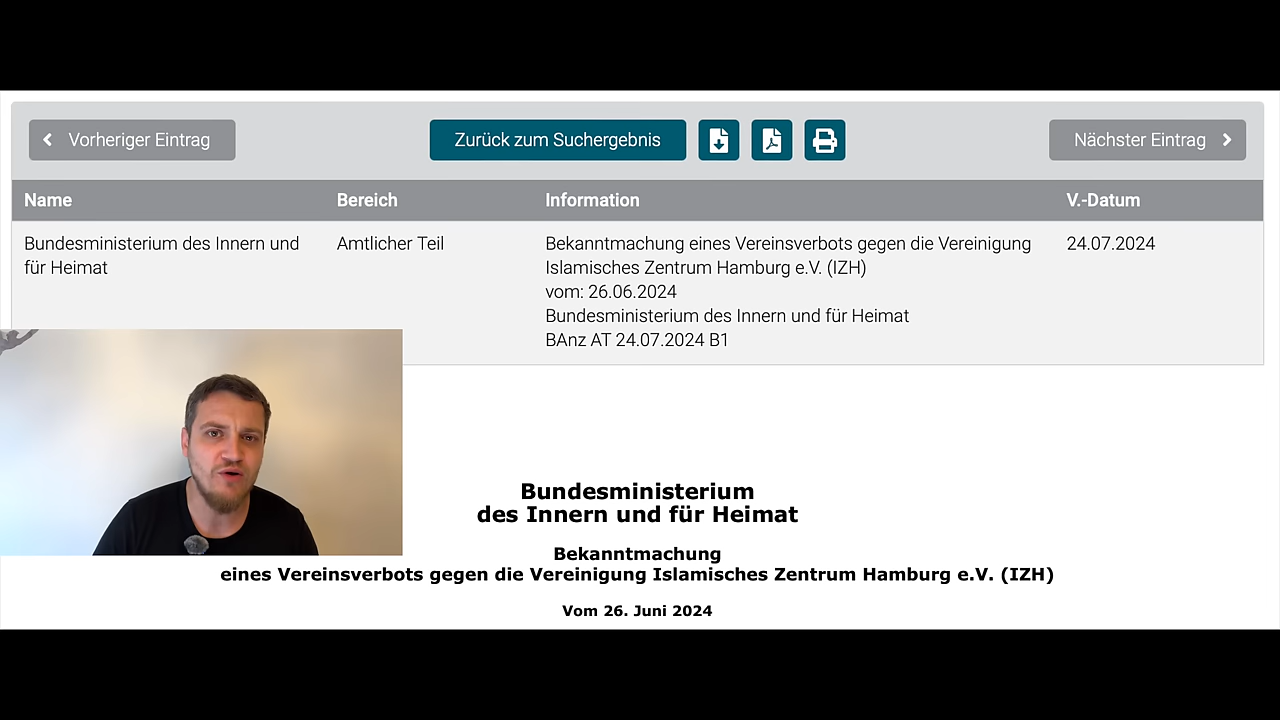 Vorheriger Eintrag
Zurück zum Suchergebnis
Nächster Eintrag
Name Bereich Information V.-Datum
Bundesministerium des Innern und für Heimat
Amtlicher Teil
Bekanntmachung eines Vereinsverbots gegen die Vereinigung
Islamisches Zentrum Hamburg e.V. (IZH)
vom: 26.06.2024
Bundesministerium des Innern und für Heimat
BAnz AT 24.07.2024 B1
24.07.2024
Bundesministerium
des Innern und für Heimat
Bekanntmachung
eines Vereinsverbots gegen die Vereinigung Islamisches Zentrum Hamburg e.V. (IZH)
Vom 26. Juni 2024